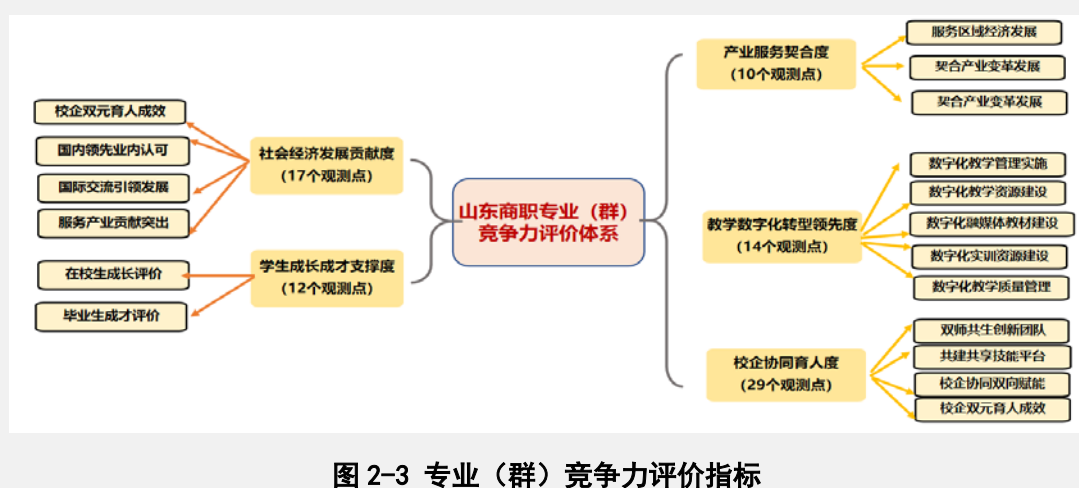 校企双元育人成效
国内领先业内认可
国际交流引领发展
服务产业贡献突出
社会经济发展贡献度
(17个观测点)
在校生成长评价
毕业生成才评价
学生成长成才支撑度
(12个观测点)
山东商职专业（群）
竞争力评价体系
产业服务契合度
(10个观测点)
服务区域经济发展
契合产业变革发展
契合产业变革发展
教学数字化转型领先度
(14个观测点)
数字化教学管理实施
数字化教学资源建设
数字化融媒体教材建设
数字化实训资源建设
数字化教学质量管理
校企协同育人度
(29个观测点)
双师共生创新团队
共建共享技能平台
校企协同双向赋能
校企双元育人成效
图 2-3 专业（群）竞争力评价指标